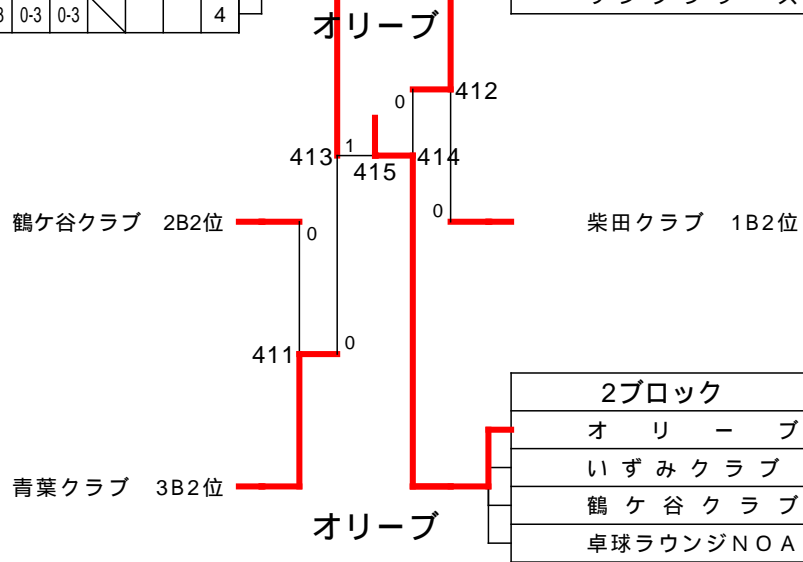 0-3 0-3 4
オリーブ
0 412
413 1 414
415
鶴ケ谷クラブ 2B2位 0
0 柴田クラブ 1B2位
411 0
2ブロック
オリーブ
いずみクラブ
青葉クラブ 3B2位
鶴ケ谷クラブ
オリーブ
卓球ラウンジNOA